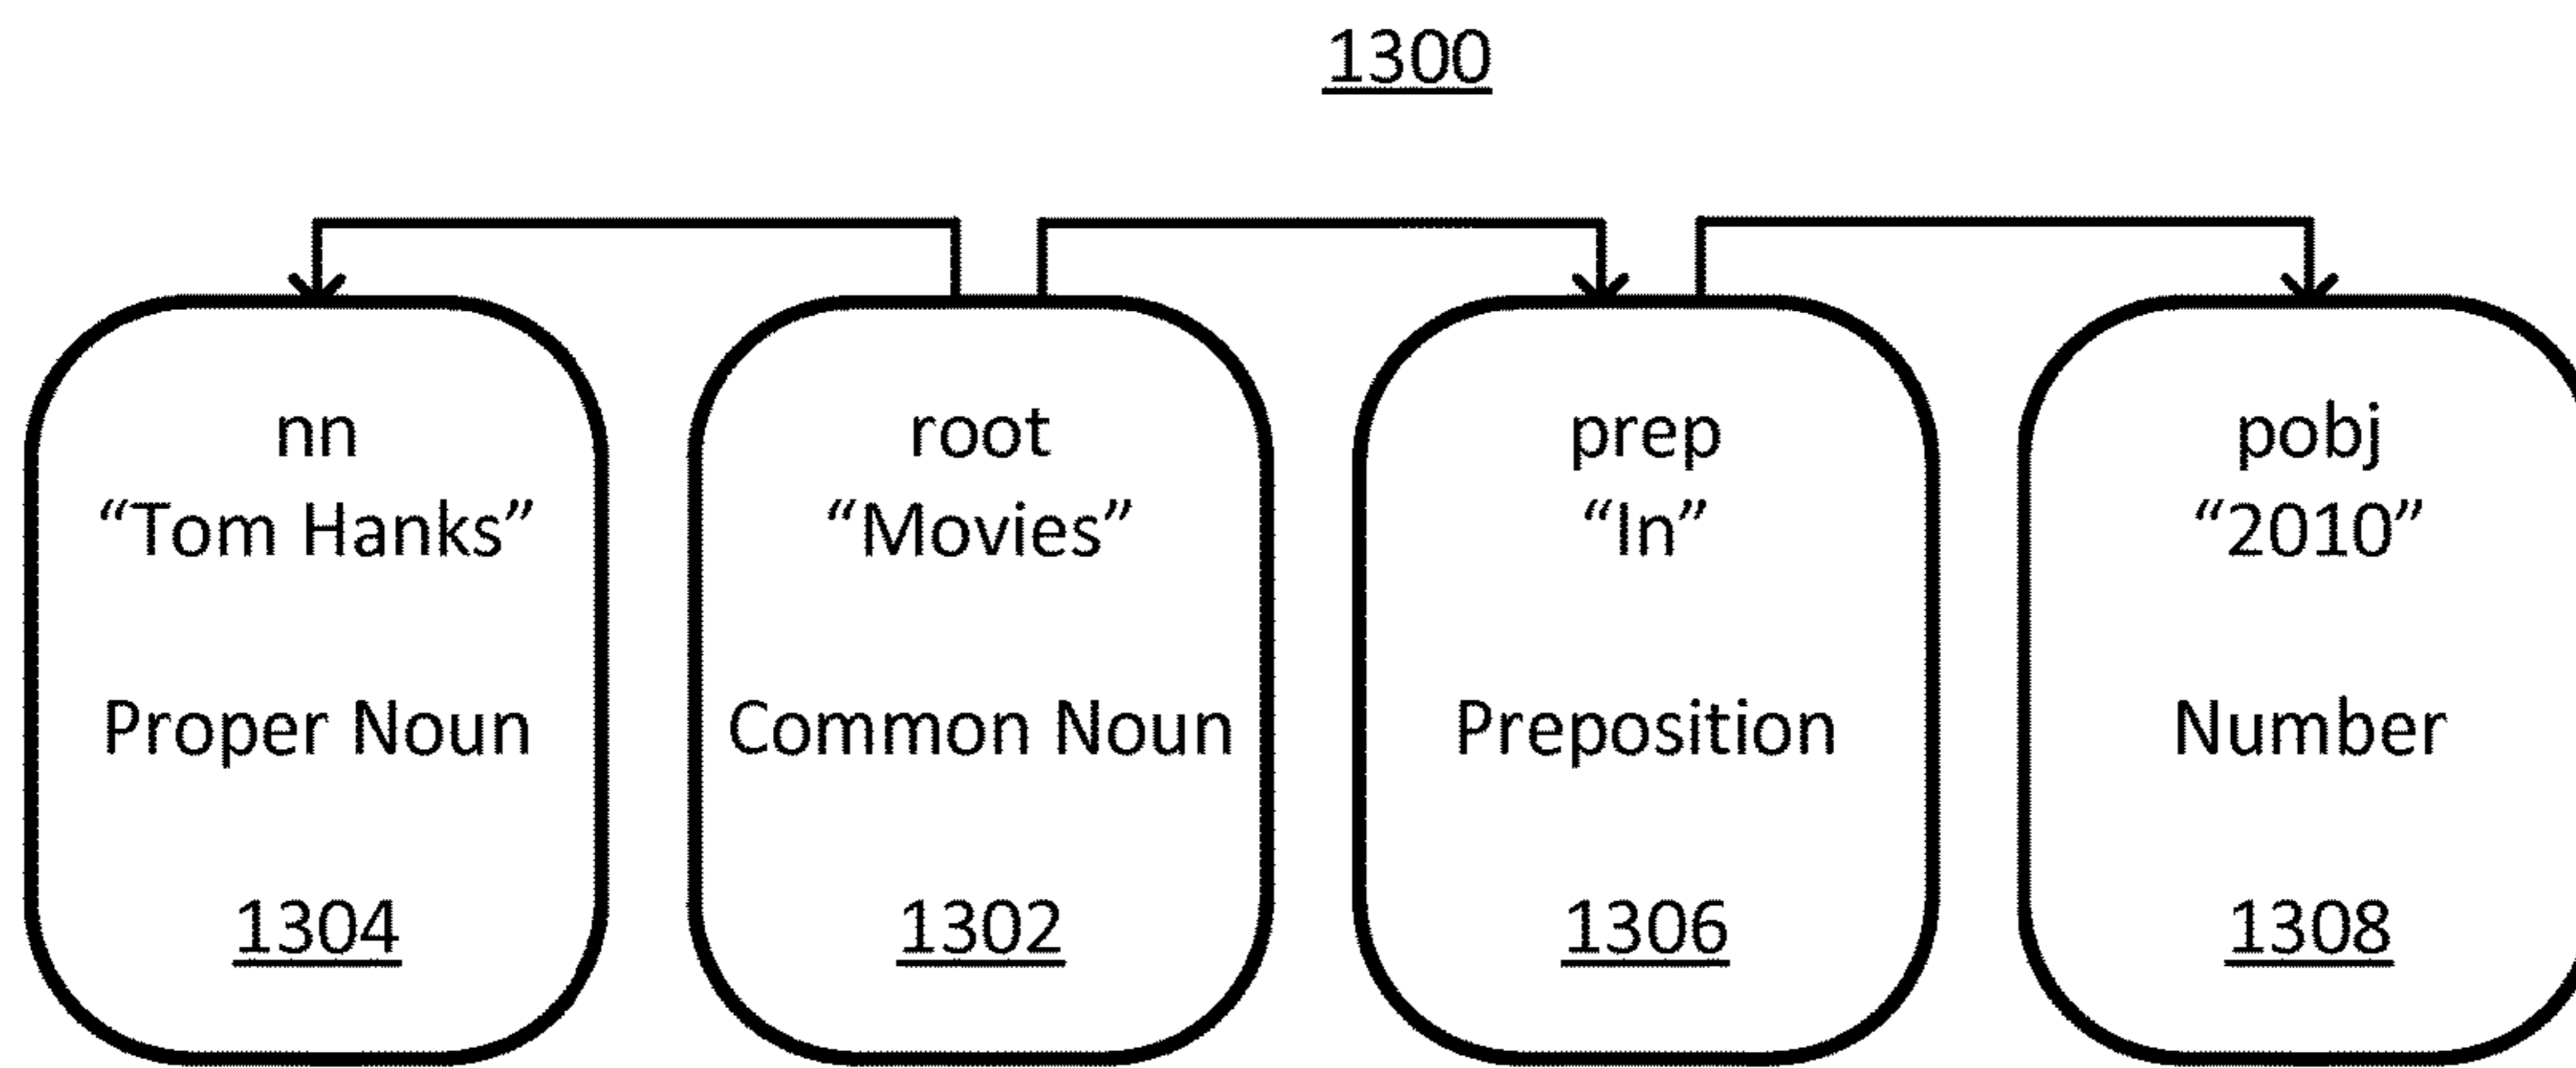 1300
nn
“Tom Hanks”
Proper Noun
1304
root
“Movies”
Common Noun
1302
prep
“In”
Preposition
1306
pobj
“2010”
Number
1308